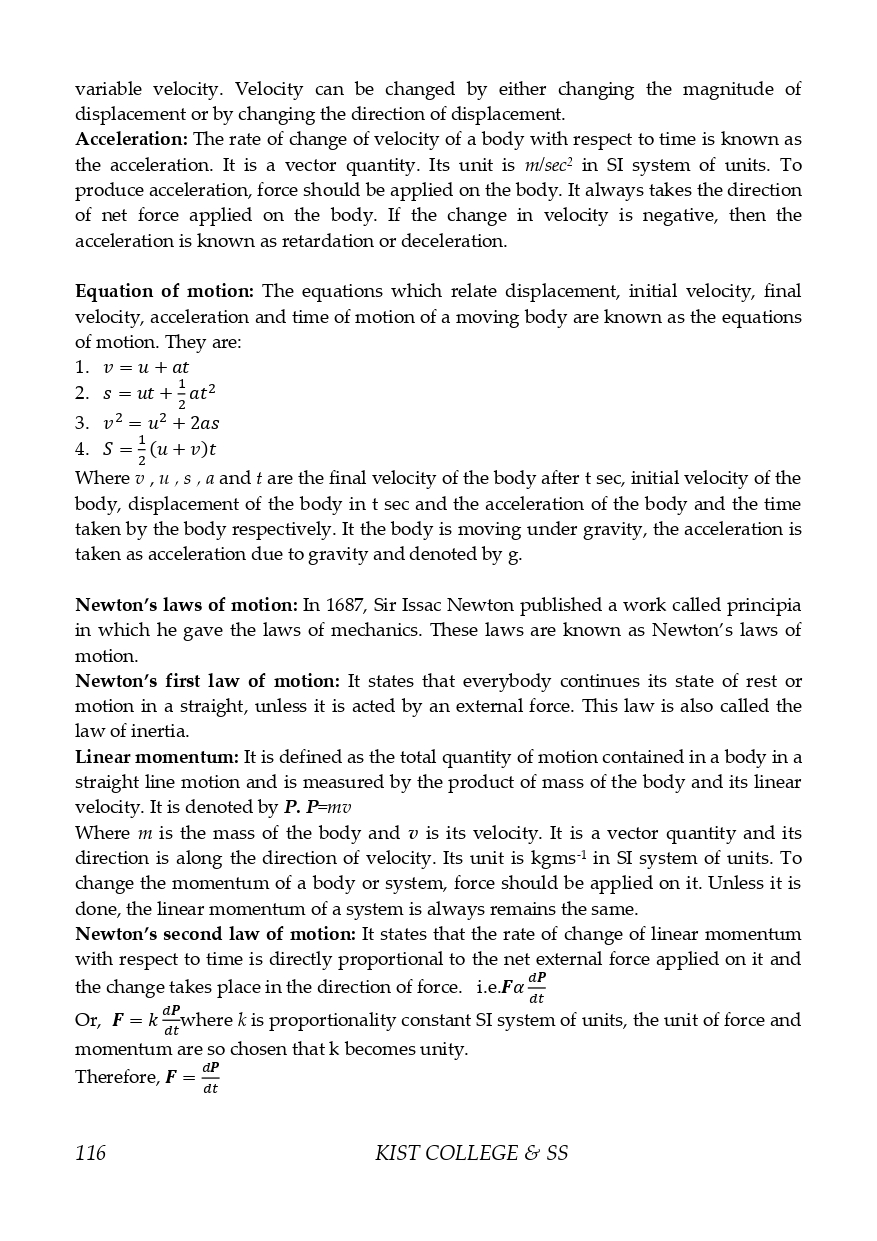 variable velocity. Velocity can be changed by either changing the magnitude of
displacement or by changing the direction of displacement.
Acceleration: The rate of change of velocity of a body with respect to time is known as
the acceleration. It is a vector quantity. Its unit is m/sec² in SI system of units. To
produce acceleration, force should be applied on the body. It always takes the direction
of net force applied on the body. If the change in velocity is negative, then the
acceleration is known as retardation or deceleration.
Equation of motion: The equations which relate displacement, initial velocity, final
velocity, acceleration and time of motion of a moving body are known as the equations
of motion. They are:
1. v = u + at
2. s = ut + 1/2 at²
3. v² = u² + 2as
4. S = 1/2 (u + v)t
Where v , u , s , a and t are the final velocity of the body after t sec, initial velocity of the
body, displacement of the body in t sec and the acceleration of the body and the time
taken by the body respectively. It the body is moving under gravity, the acceleration is
taken as acceleration due to gravity and denoted by g.
Newton’s laws of motion: In 1687, Sir Issac Newton published a work called principia
in which he gave the laws of mechanics. These laws are known as Newton’s laws of
motion.
Newton’s first law of motion: It states that everybody continues its state of rest or
motion in a straight, unless it is acted by an external force. This law is also called the
law of inertia.
Linear momentum: It is defined as the total quantity of motion contained in a body in a
straight line motion and is measured by the product of mass of the body and its linear
velocity. It is denoted by P. P=mv
Where m is the mass of the body and v is its velocity. It is a vector quantity and its
direction is along the direction of velocity. Its unit is kgms⁻¹ in SI system of units. To
change the momentum of a body or system, force should be applied on it. Unless it is
done, the linear momentum of a system is always remains the same.
Newton’s second law of motion: It states that the rate of change of linear momentum
with respect to time is directly proportional to the net external force applied on it and
the change takes place in the direction of force. i.e.Fα dP/dt
Or, F = k dP/dt where k is proportionality constant SI system of units, the unit of force and
momentum are so chosen that k becomes unity.
Therefore, F = dP/dt
116 KIST COLLEGE & SS